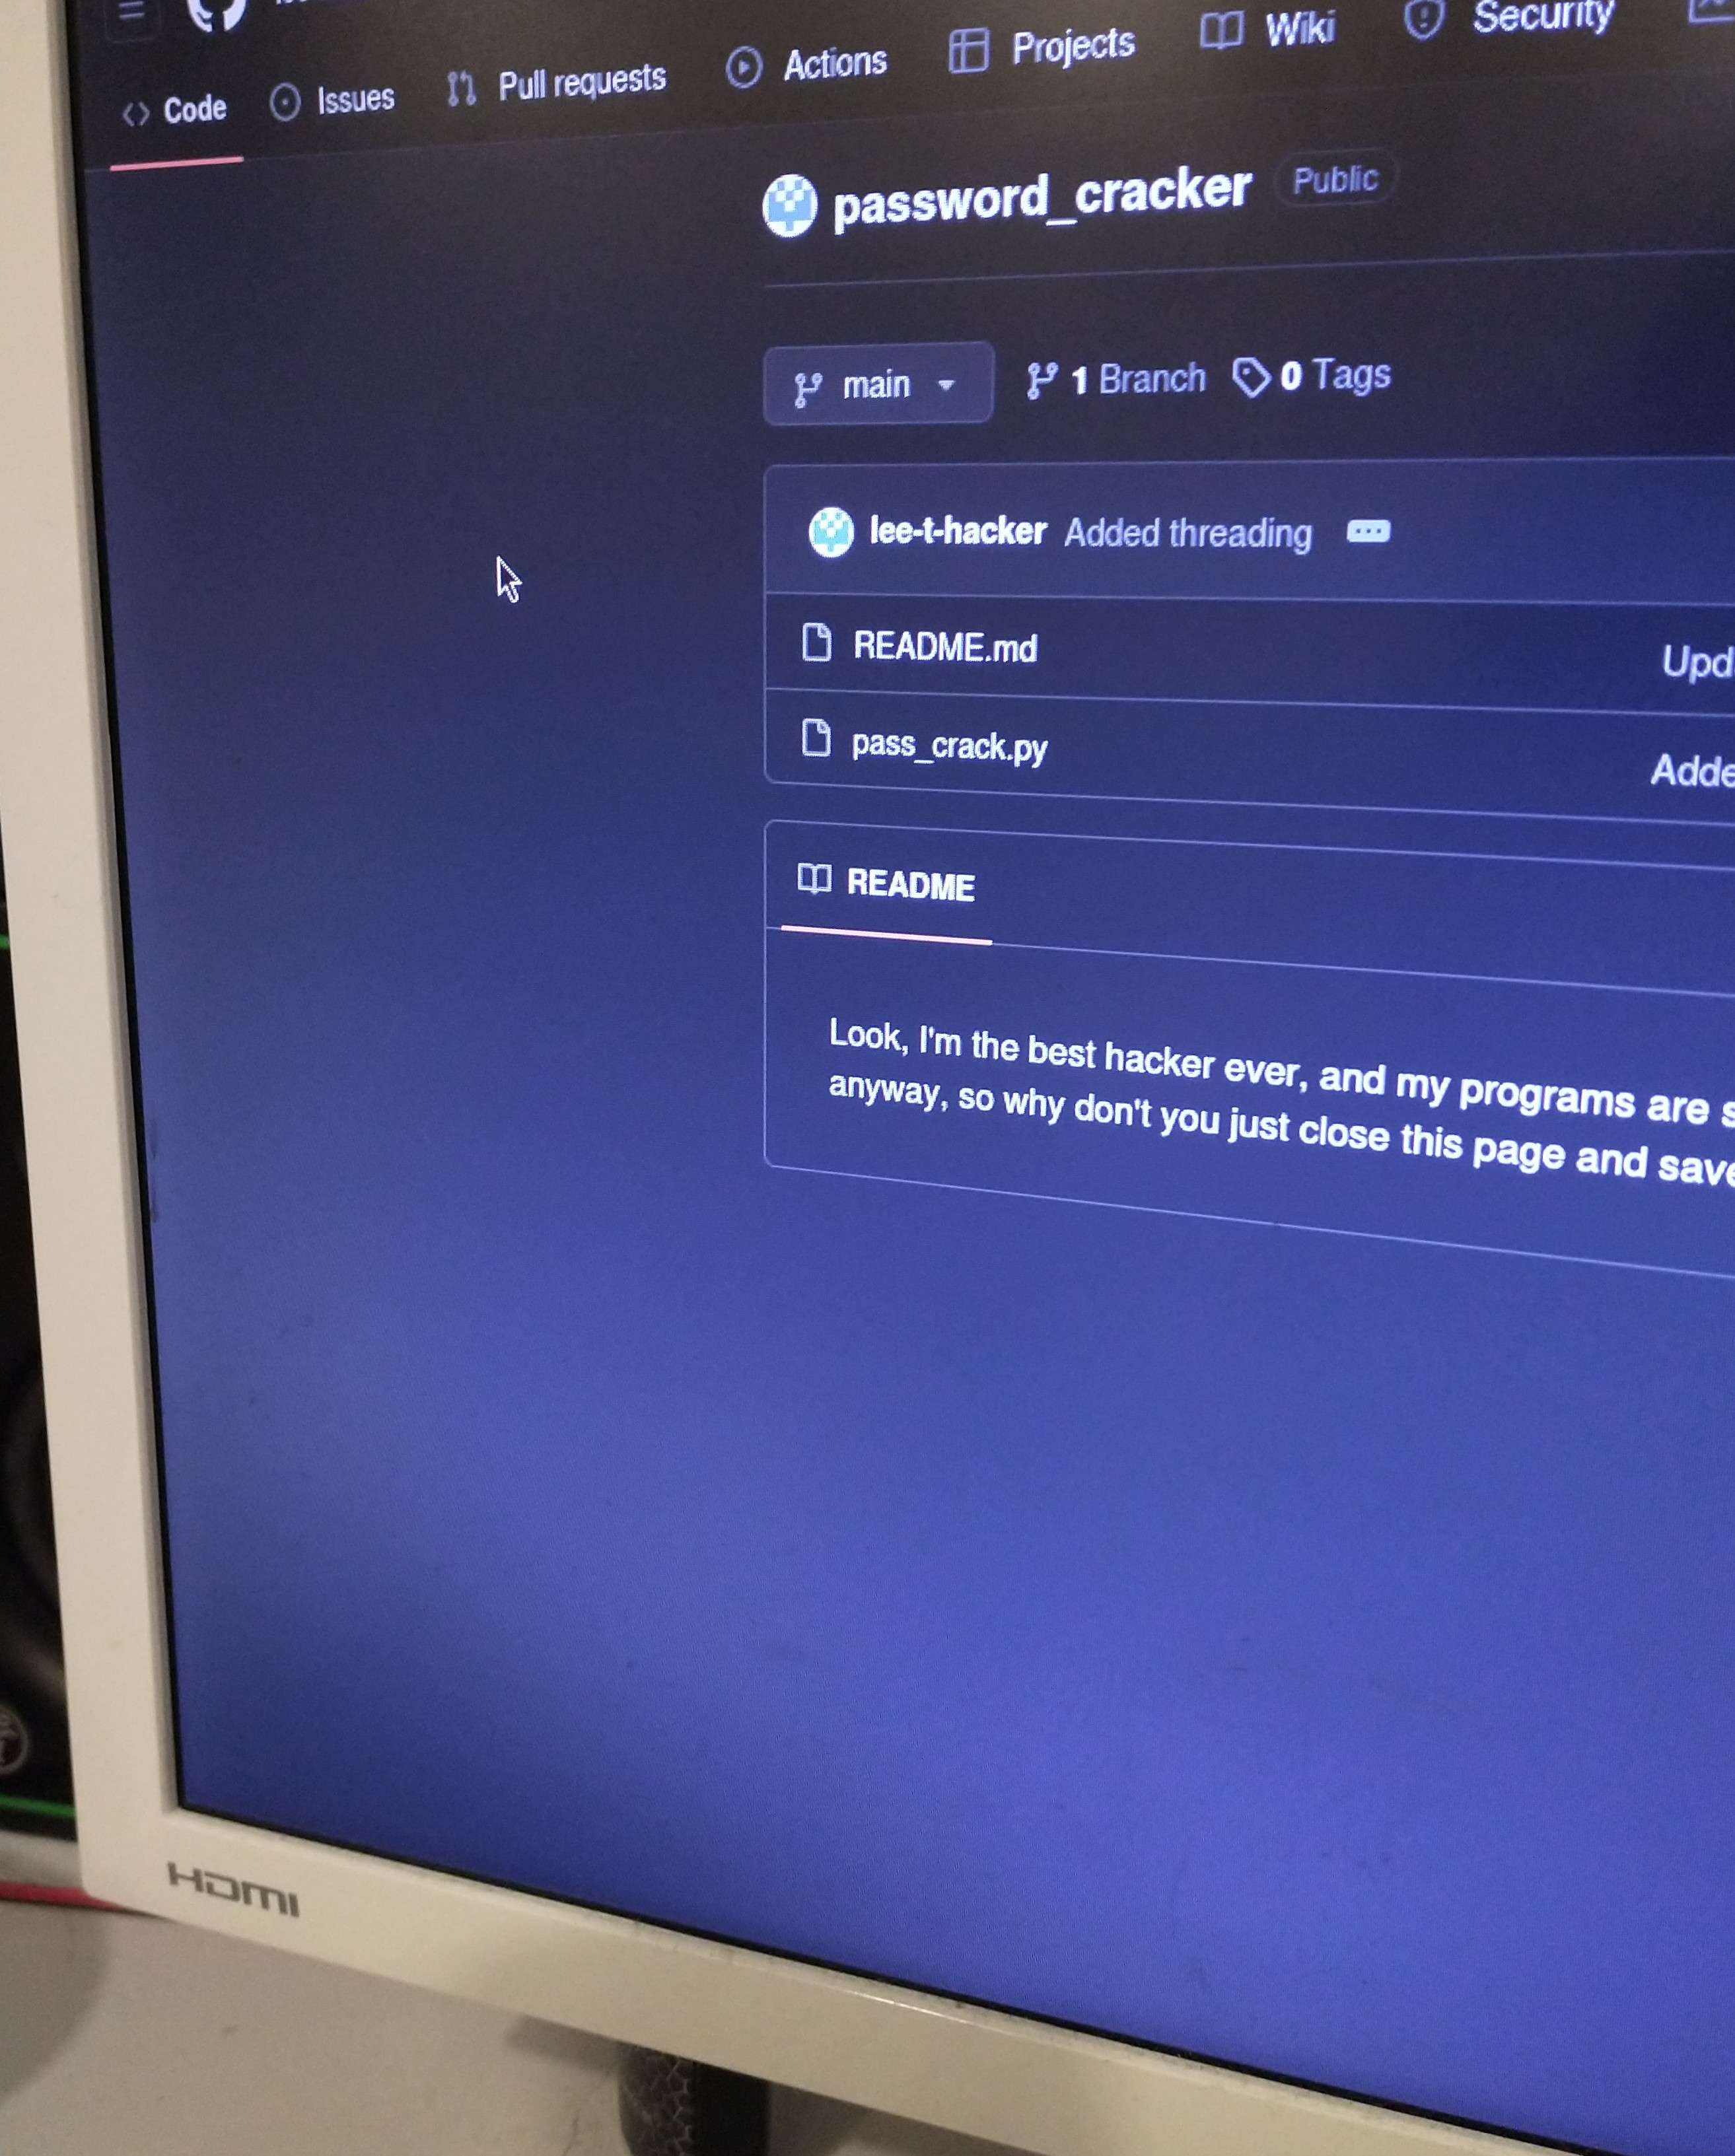 Code Issues Pull requests Actions Projects Wiki Security
password_cracker Public
main 1 Branch 0 Tags
lee-t-hacker Added threading
README.md
pass_crack.py
README
Look, I'm the best hacker ever, and my programs are
anyway, so why don't you just close this page and
HDMI